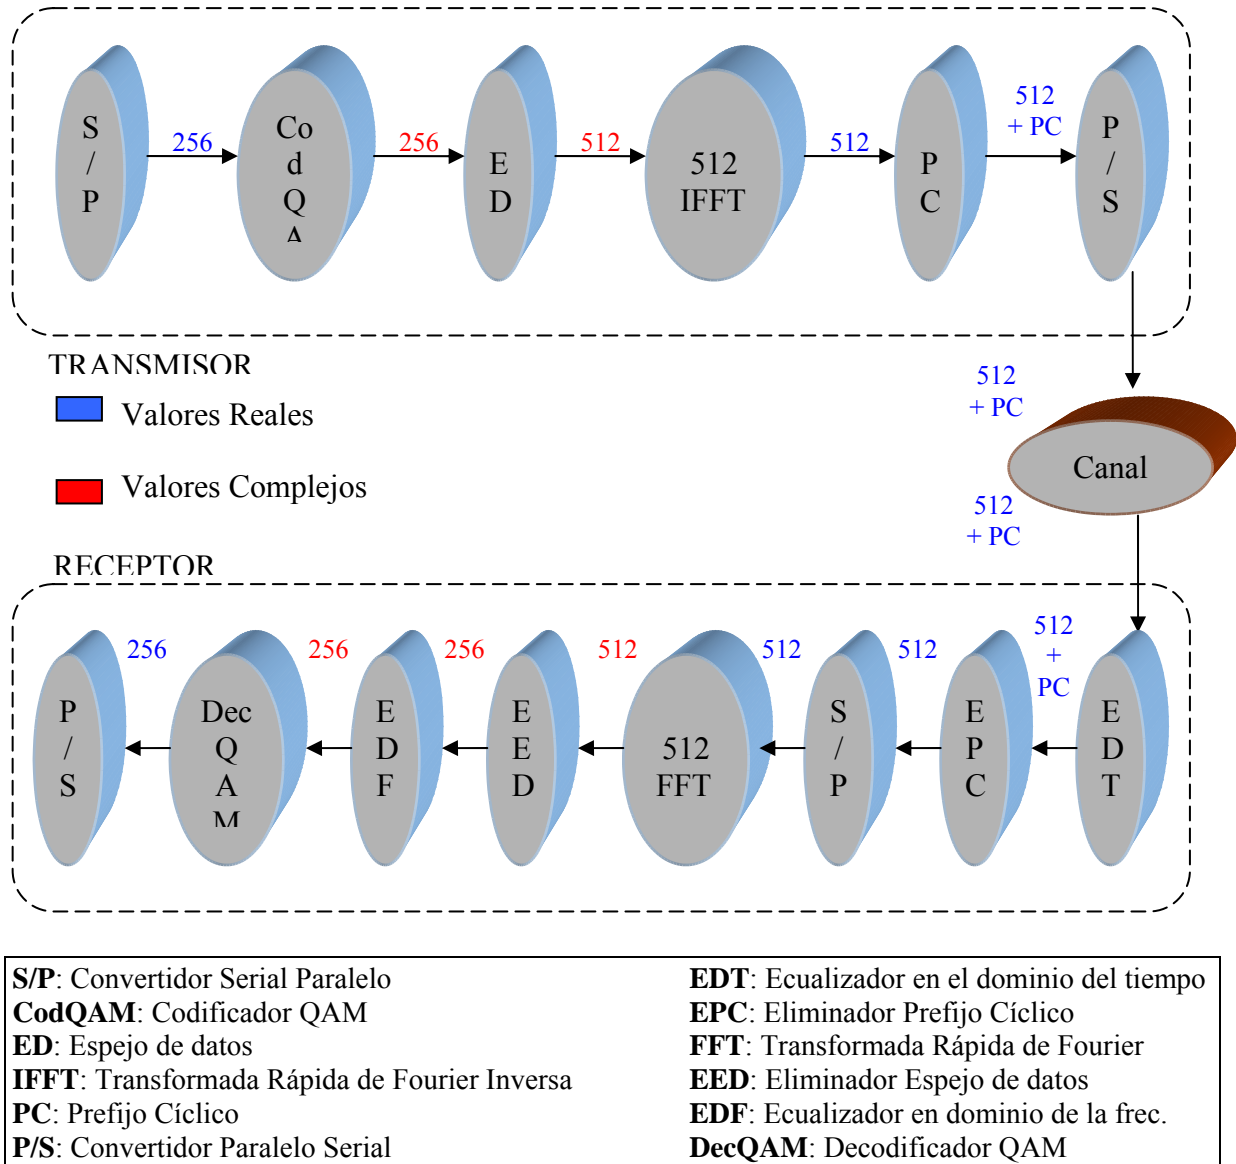 S
/
P
256
Co
d
Q
A
256
E
D
512
512
IFFT
512
P
C
512
+ PC
P
/
S
TRANSMISOR
Valores Reales
Valores Complejos
512
+ PC
Canal
512
+ PC
RECEPTOR
P
/
S
256
Dec
Q
A
M
256
E
D
F
256
E
E
D
512
512
FFT
512
S
/
P
512
E
P
C
512
+
PC
E
D
T
S/P: Convertidor Serial Paralelo
CodQAM: Codificador QAM
ED: Espejo de datos
IFFT: Transformada Rápida de Fourier Inversa
PC: Prefijo Cíclico
P/S: Convertidor Paralelo Serial
EDT: Ecualizador en el dominio del tiempo
EPC: Eliminador Prefijo Cíclico
FFT: Transformada Rápida de Fourier
EED: Eliminador Espejo de datos
EDF: Ecualizador en dominio de la frec.
DecQAM: Decodificador QAM